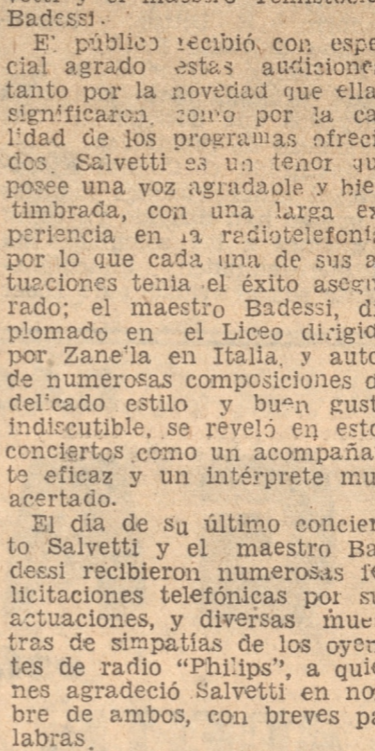 Badessi.
El público recibió con espe
cial agrado estas audicione
tanto por la novedad que ella
significaron como por la ca
lidad de los programas ofreci
dos. Salvetti es un tenor qu
posee una voz agradable y bie
timbrada, con una larga ex
periencia en la radiotelefonía
por lo que cada una de sus a
tuaciones tenia el éxito asegu
rado; el maestro Badessi, di
plomado en el Liceo dirigid
por Zanella en Italia, y auto
de numerosas composiciones d
delicado estilo y buen gust
indiscutible, se reveló en esto
conciertos como un acompaña
te eficaz y un intérprete mu
acertado.
El día de su último concier
to Salvetti y el maestro Ba
dessi recibieron numerosas fe
licitaciones telefónicas por su
actuaciones, y diversas mue
tras de simpatías de los oyen
tes de radio "Philips", a quie
nes agradeció Salvetti en no
bre de ambos, con breves pa
labras.